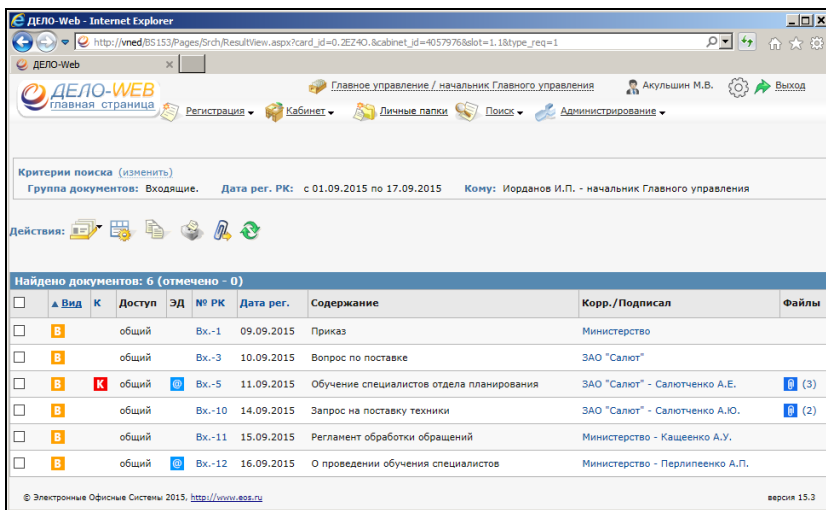 ДЕЛО-Web - Internet Explorer
http://vned/BS153/Pages/Srch/ResultView.aspx?card_id=0.2EZ4O.&cabinet_id=4057976&slot=1.1&type_req=1
ДЕЛО-Web
ДЕЛО-WEB
главная страница
Главное управление / начальник Главного управления Акульшин М.В. Выход
Регистрация Кабинет Личные папки Поиск Администрирование
Критерии поиска (изменить)
Группа документов: Входящие. Дата рег. РК: с 01.09.2015 по 17.09.2015 Кому: Иорданов И.П. - начальник Главного управления
Действия:
Найдено документов: 6 (отмечено - 0)
Вид К Доступ ЭД № РК Дата рег. Содержание Корр./Подписал Файлы
В общий Вх.-1 09.09.2015 Приказ Министерство
В общий Вх.-3 10.09.2015 Вопрос по поставке ЗАО "Салют"
В К общий @ Вх.-5 11.09.2015 Обучение специалистов отдела планирования ЗАО "Салют" - Салютченко А.Е. (3)
В общий Вх.-10 14.09.2015 Запрос на поставку техники ЗАО "Салют" - Салютченко А.Ю. (2)
В общий Вх.-11 15.09.2015 Регламент обработки обращений Министерство - Кащеенко А.У.
В общий @ Вх.-12 16.09.2015 О проведении обучения специалистов Министерство - Перлипеенко А.П.
© Электронные Офисные Системы 2015, http://www.eos.ru версия 15.3